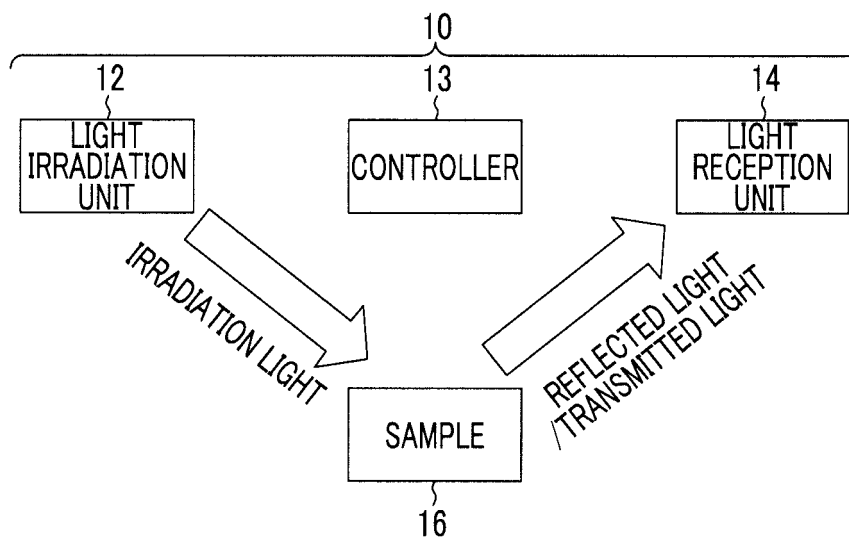 10
12
13
14
LIGHT
IRRADIATION
UNIT
CONTROLLER
LIGHT
RECEPTION
UNIT
IRRADIATION LIGHT
REFLECTED LIGHT
/TRANSMITTED LIGHT
SAMPLE
16